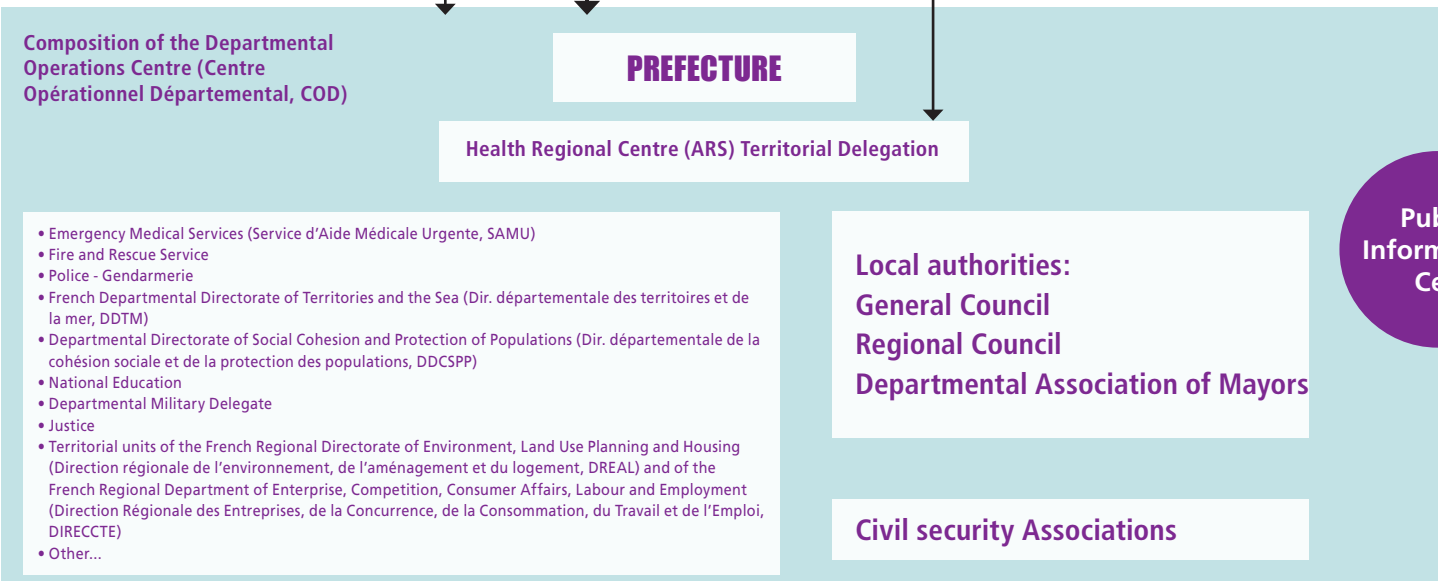 Composition of the Departmental
Operations Centre (Centre
Opérationnel Départemental, COD)
PREFECTURE
Health Regional Centre (ARS) Territorial Delegation
• Emergency Medical Services (Service d'Aide Médicale Urgente, SAMU)
• Fire and Rescue Service
• Police - Gendarmerie
• French Departmental Directorate of Territories and the Sea (Dir. départementale des territoires et de
la mer, DDTM)
• Departmental Directorate of Social Cohesion and Protection of Populations (Dir. départementale de la
cohésion sociale et de la protection des populations, DDCSPP)
• National Education
• Departmental Military Delegate
• Justice
• Territorial units of the French Regional Directorate of Environment, Land Use Planning and Housing
(Direction régionale de l'environnement, de l'aménagement et du logement, DREAL) and of the
French Regional Department of Enterprise, Competition, Consumer Affairs, Labour and Employment
(Direction Régionale des Entreprises, de la Concurrence, de la Consommation, du Travail et de l'Emploi,
DIRECCTE)
• Other...
Local authorities:
General Council
Regional Council
Departmental Association of Mayors
Civil security Associations